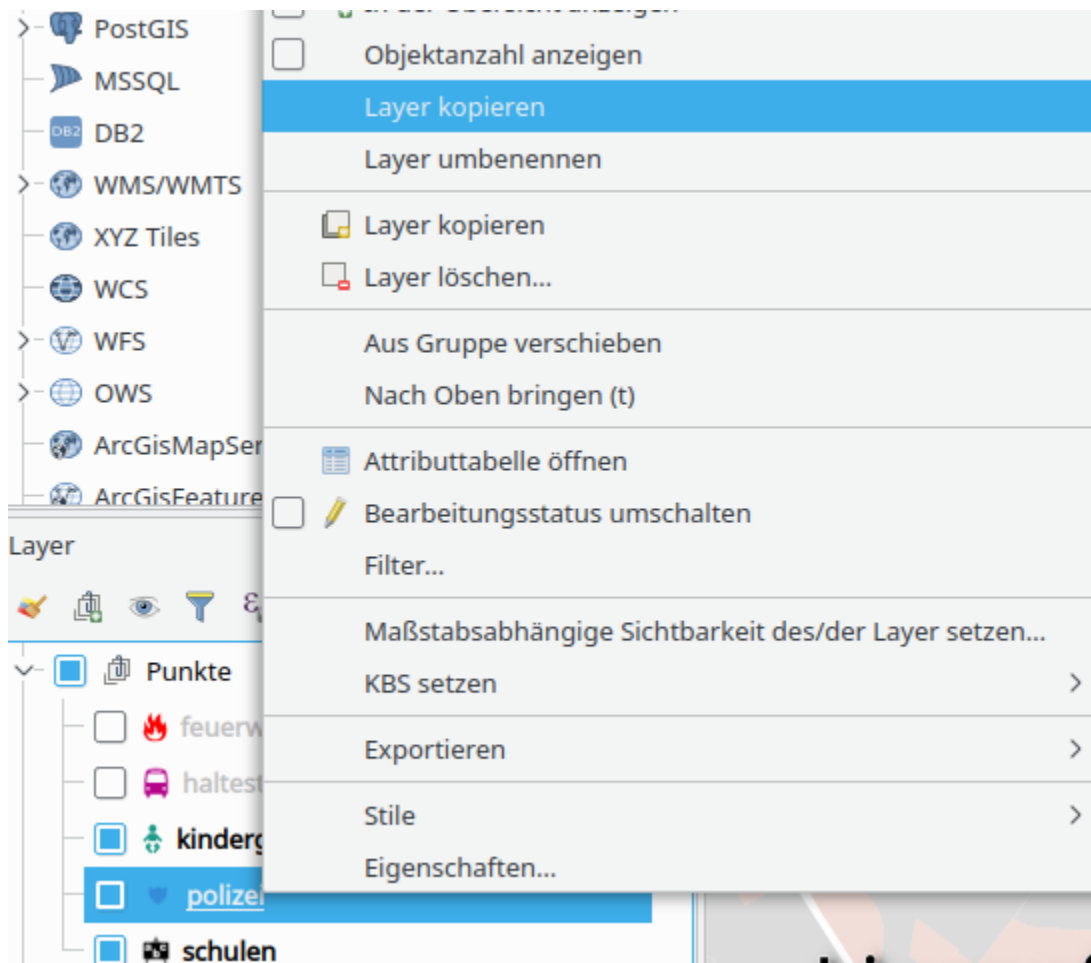 PostGIS
MSSQL
DB2
DB2
WMS/WMTS
XYZ Tiles
WCS
WFS
OWS
ArcGisMapSer
ArcGisFeature
Objektanzahl anzeigen
Layer kopieren
Layer umbenennen
Layer kopieren
Layer löschen...
Aus Gruppe verschieben
Nach Oben bringen (t)
Attributtabelle öffnen
Bearbeitungsstatus umschalten
Filter...
Maßstabsabhängige Sichtbarkeit des/der Layer setzen...
KBS setzen
Exportieren
Stile
Eigenschaften...
Layer
Punkte
feuerw
haltest
kinderg
polizei
schulen